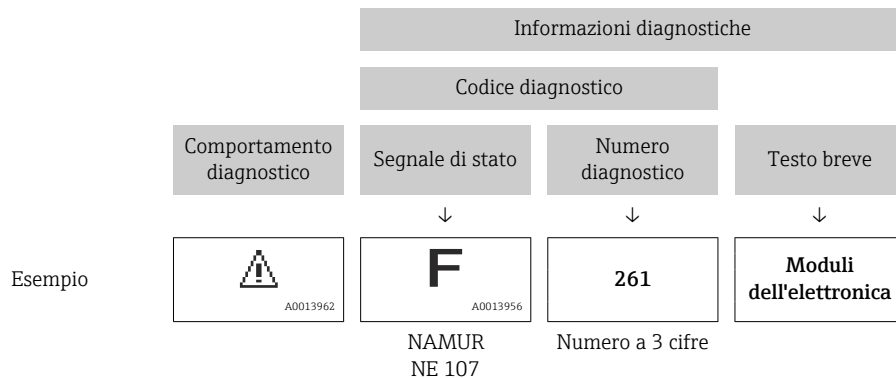 Informazioni diagnostiche
Codice diagnostico
Comportamento
diagnostico
Segnale di stato
Numero
diagnostico
Testo breve
↓ ↓ ↓
Esempio
A0013962
F
A0013956
261
Moduli
dell'elettronica
NAMUR
NE 107
Numero a 3 cifre